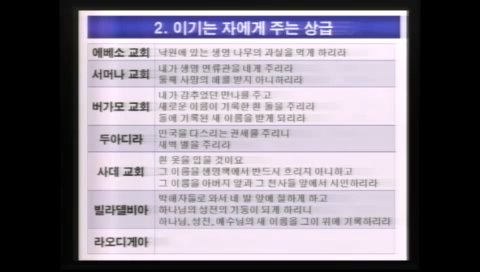 2. 이기는 자에게 주는 상급
에베소 교회
낙원에 있는 생명 나무의 과실을 먹게 하리라
서머나 교회
내가 생명 면류관을 네게 주리라
둘째 사망의 해를 받지 아니하리라
버가모 교회
내가 감추었던 만나를 주고
새로운 이름이 기록한 흰 돌을 주리라
돌에 기록된 새 이름을 받게 되리라
두아디라
만국을 다스리는 권세를 주리니
새벽 별을 주리라
사데 교회
흰 옷을 입을 것이요
그 이름을 생명책에서 반드시 흐리지 아니하고
그 이름을 아버지 앞과 그 천사들 앞에서 시인하리라
빌라델비아
박해자들로 와서 네 발 앞에 절하게 하고
하나님의 성전의 기둥이 되게 하리니
하나님, 성전, 예수님의 새 이름을 그이 위에 기록하리라
라오디게아